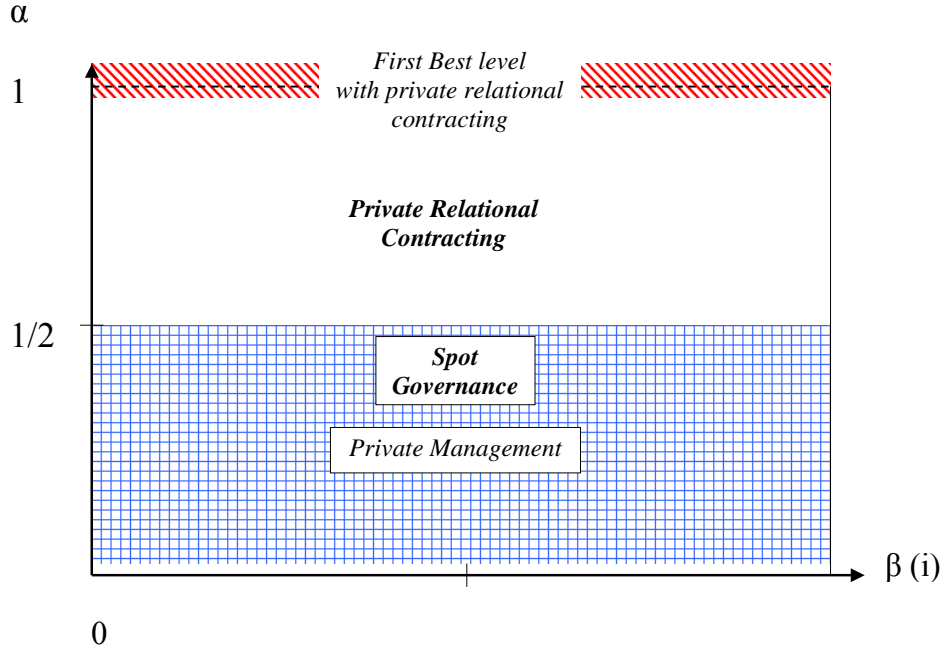 α
First Best level
1
with private relational
contracting
Private Relational
Contracting
1/2
Spot
Governance
Private Management
β (i)
0